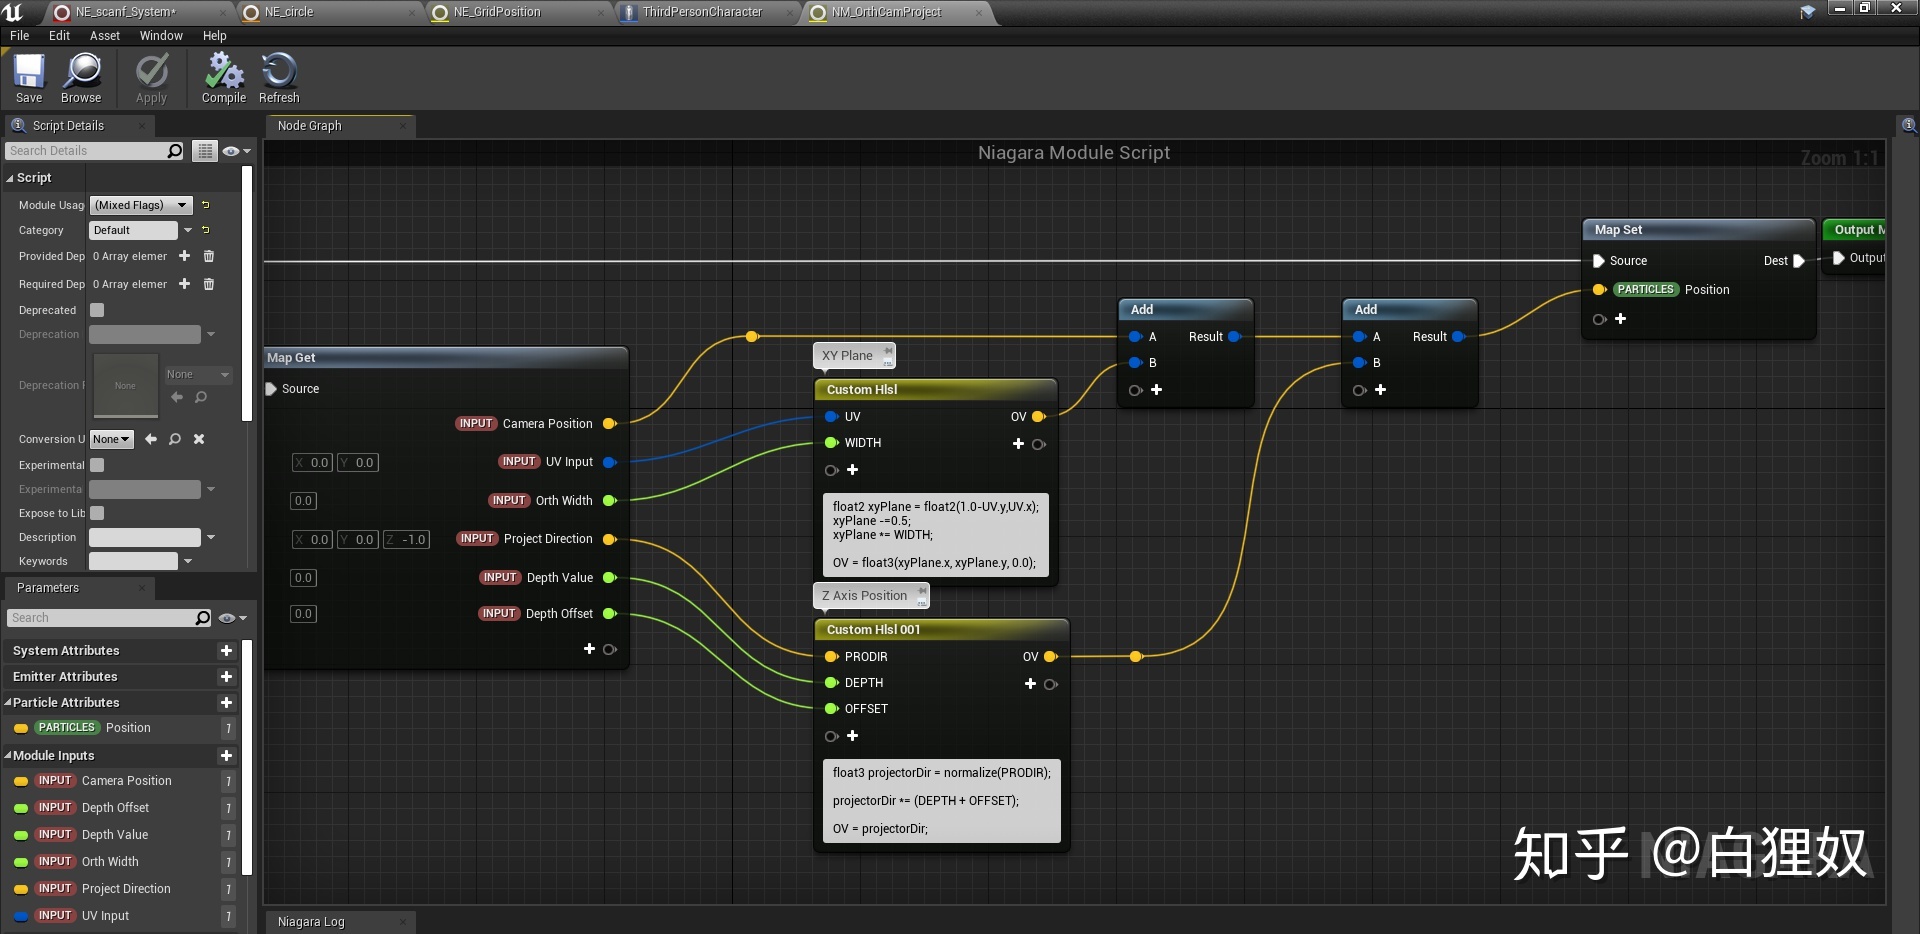 NE_scanf_System*
NE_circle
NE_GridPosition
ThirdPersonCharacter
NM_OrthCamProject
File Edit Asset Window Help
Save Browse Apply Compile Refresh
Script Details
Search Details
Script
Module Usag (Mixed Flags)
Category Default
Provided Dep 0 Array elemer
Required Dep 0 Array elemer
Deprecated
Deprecation
Deprecation R None None
Conversion U None
Experimental
Experimental
Expose to Lib
Description
Keywords
Parameters
Search
System Attributes
Emitter Attributes
Particle Attributes
PARTICLES Position 1
Module Inputs
INPUT Camera Position 1
INPUT Depth Offset 1
INPUT Depth Value 1
INPUT Orth Width 1
INPUT Project Direction 1
INPUT UV Input 1
Node Graph
Niagara Module Script
Zoom 1:1
Map Get
Source
INPUT Camera Position
X 0.0 Y 0.0 INPUT UV Input
0.0 INPUT Orth Width
X 0.0 Y 0.0 Z -1.0 INPUT Project Direction
0.0 INPUT Depth Value
0.0 INPUT Depth Offset
XY Plane
Custom Hlsl
UV OV
WIDTH
float2 xyPlane = float2(1.0-UV.y,UV.x);
xyPlane -=0.5;
xyPlane *= WIDTH;
OV = float3(xyPlane.x, xyPlane.y, 0.0);
Z Axis Position
Custom Hlsl 001
PRODIR OV
DEPTH
OFFSET
float3 projectorDir = normalize(PRODIR);
projectorDir *= (DEPTH + OFFSET);
OV = projectorDir;
Add
A Result
B
Add
A Result
B
Map Set
Source Dest
PARTICLES Position
Output M
Output
NIAGARA
知乎 @白狸奴
Niagara Log